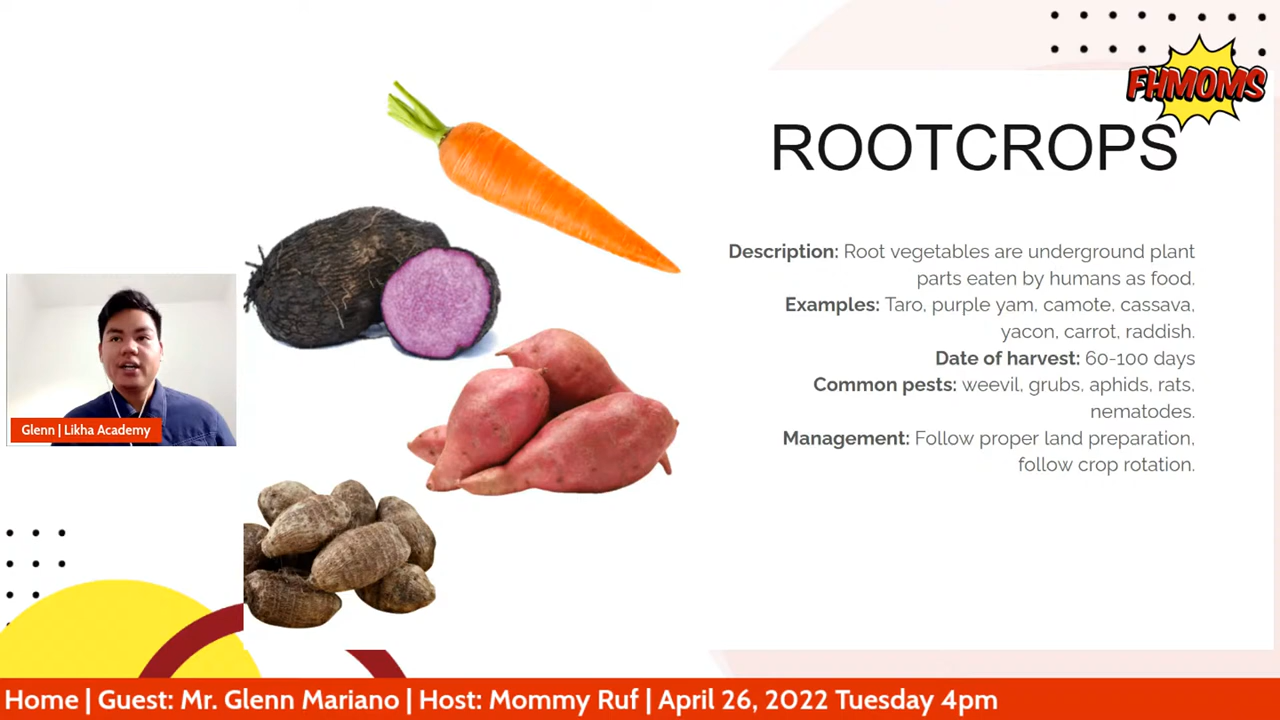 FHMOMS
ROOTCROPS
Description: Root vegetables are underground plant
parts eaten by humans as food.
Examples: Taro, purple yam, camote, cassava,
yacon, carrot, raddish.
Date of harvest: 60-100 days
Common pests: weevil, grubs, aphids, rats,
nematodes.
Management: Follow proper land preparation,
follow crop rotation.
Glenn | Likha Academy
Home | Guest: Mr. Glenn Mariano | Host: Mommy Ruf | April 26, 2022 Tuesday 4pm